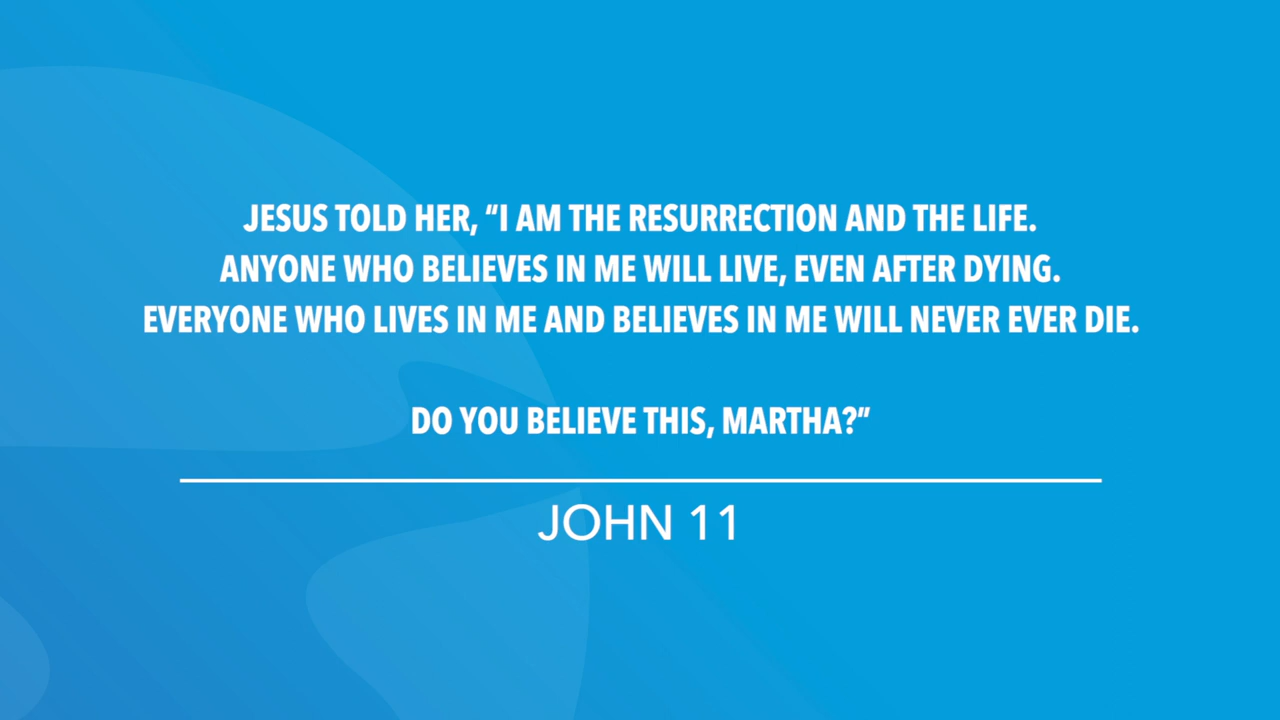 JESUS TOLD HER, “I AM THE RESURRECTION AND THE LIFE.
ANYONE WHO BELIEVES IN ME WILL LIVE, EVEN AFTER DYING.
EVERYONE WHO LIVES IN ME AND BELIEVES IN ME WILL NEVER EVER DIE.
DO YOU BELIEVE THIS, MARTHA?”
JOHN 11